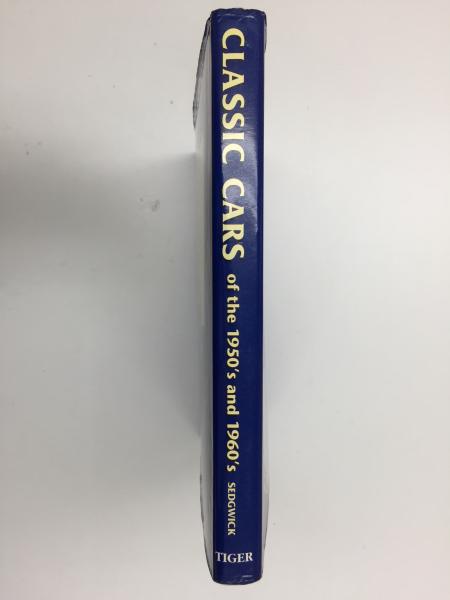 CLASSIC CARS of the 1950's and 1960's SEDGWICK
TIGER